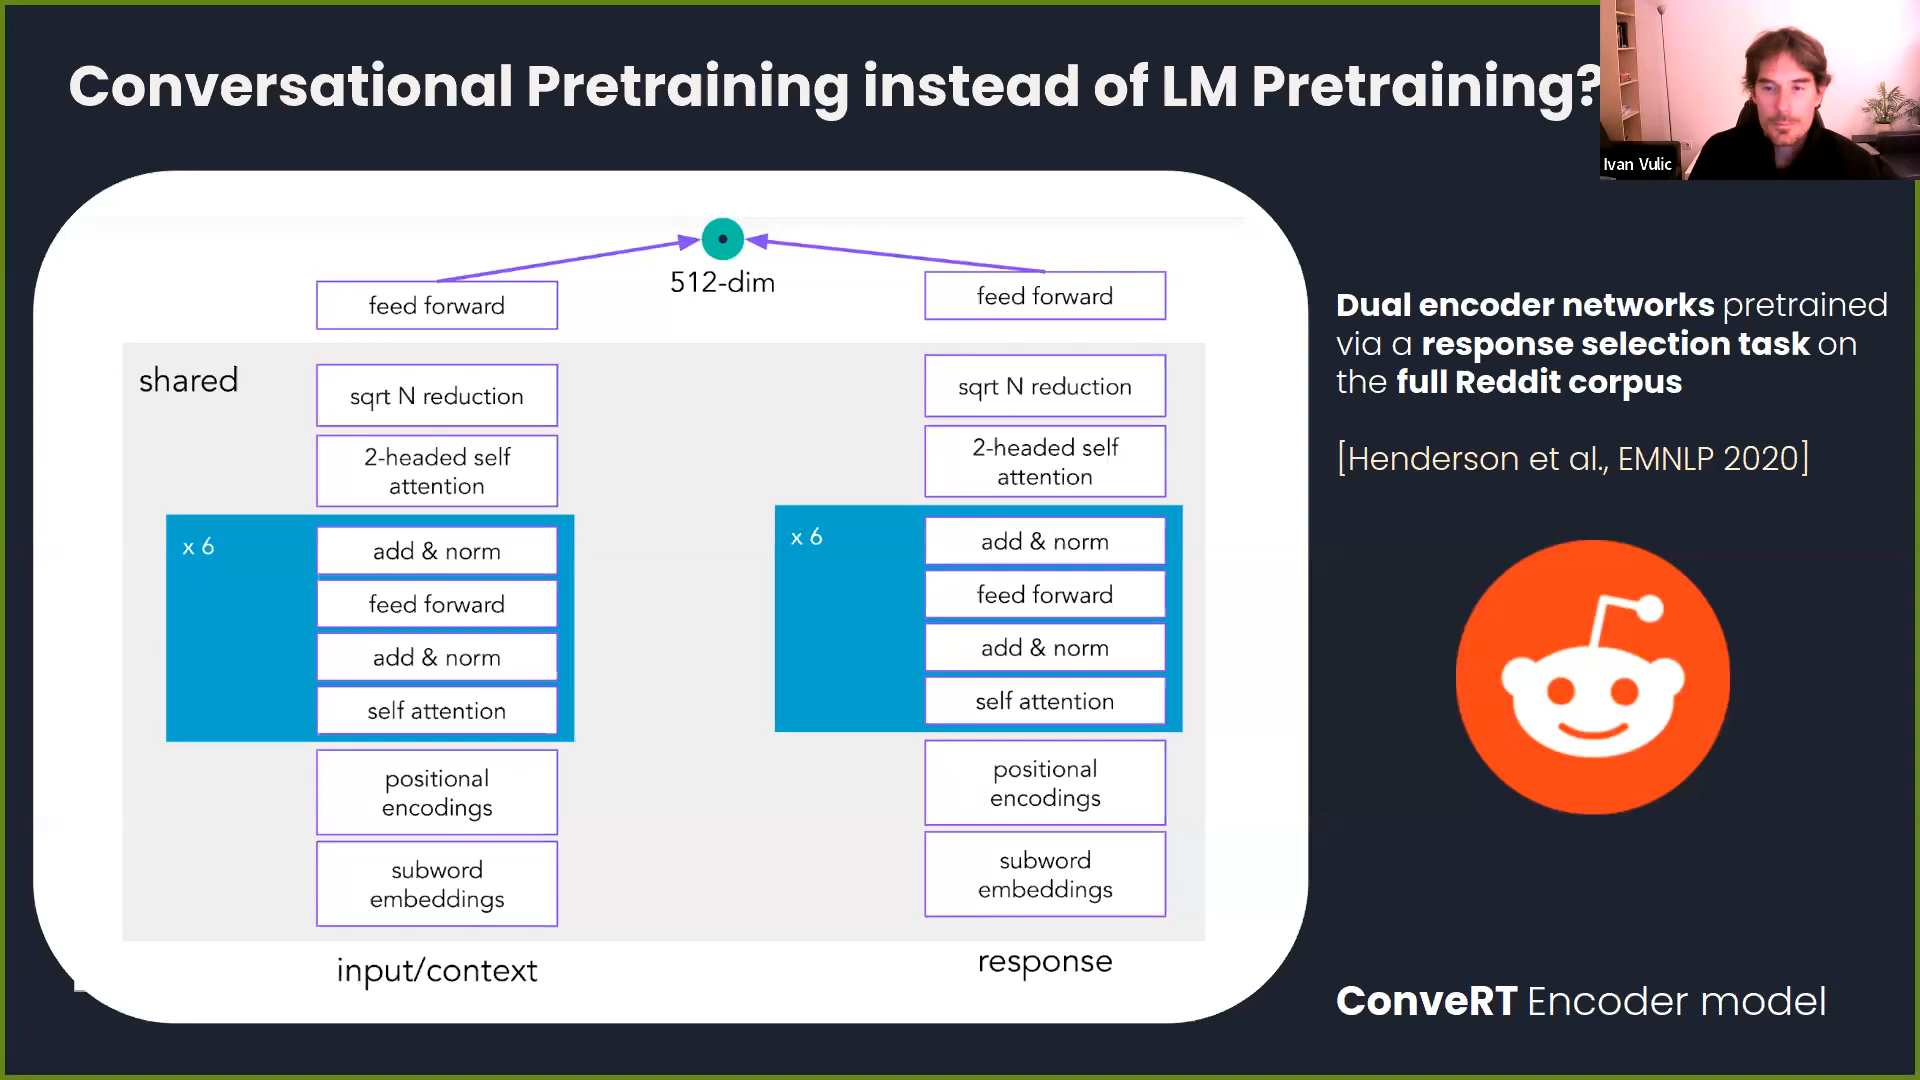 Conversational Pretraining instead of LM Pretraining?
Ivan Vulic
512-dim
feed forward
shared
sqrt N reduction
2-headed self
attention
x 6
add & norm
feed forward
add & norm
self attention
positional
encodings
subword
embeddings
input/context
feed forward
sqrt N reduction
2-headed self
attention
x 6
add & norm
feed forward
add & norm
self attention
positional
encodings
subword
embeddings
response
Dual encoder networks pretrained
via a response selection task on
the full Reddit corpus
[Henderson et al., EMNLP 2020]
ConveRT Encoder model